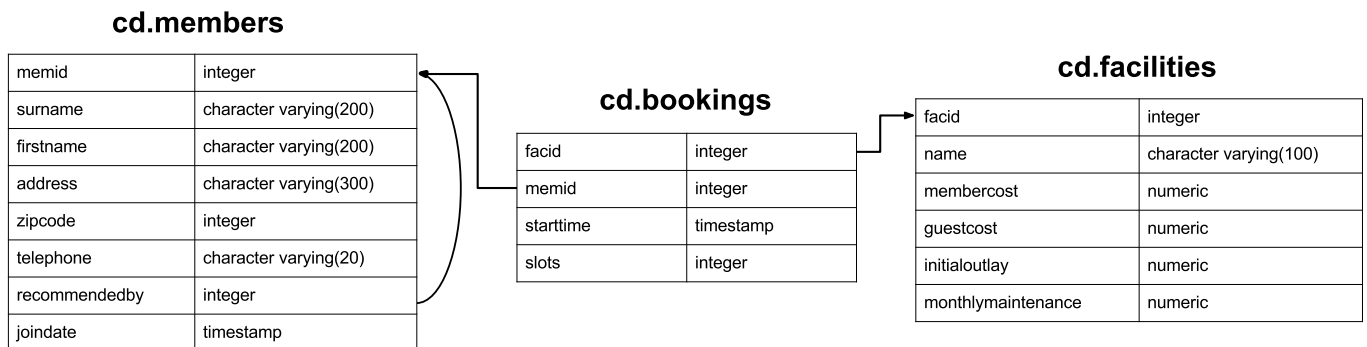 cd.members
memid integer
surname character varying(200)
firstname character varying(200)
address character varying(300)
zipcode integer
telephone character varying(20)
recommendedby integer
joindate timestamp
cd.bookings
facid integer
memid integer
starttime timestamp
slots integer
cd.facilities
facid integer
name character varying(100)
membercost numeric
guestcost numeric
initialoutlay numeric
monthlymaintenance numeric